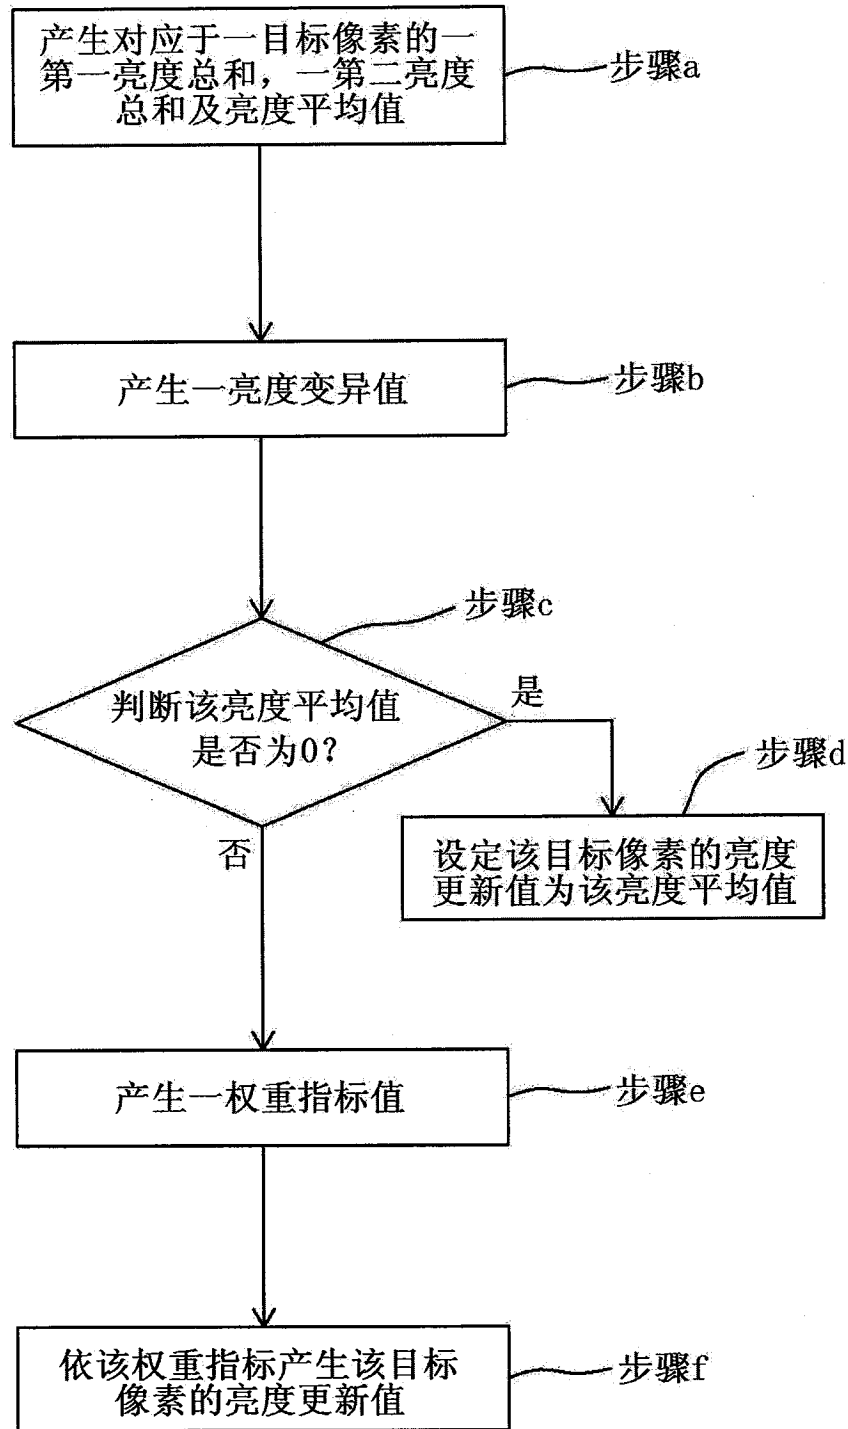 产生对应于一目标像素的一
第一亮度总和，一第二亮度
总和及亮度平均值
步骤a
产生一亮度变异值
步骤b
步骤c
判断该亮度平均值
是否为0?
是
步骤d
否
设定该目标像素的亮度
更新值为该亮度平均值
产生一权重指标值
步骤e
依该权重指标产生该目标
像素的亮度更新值
步骤f